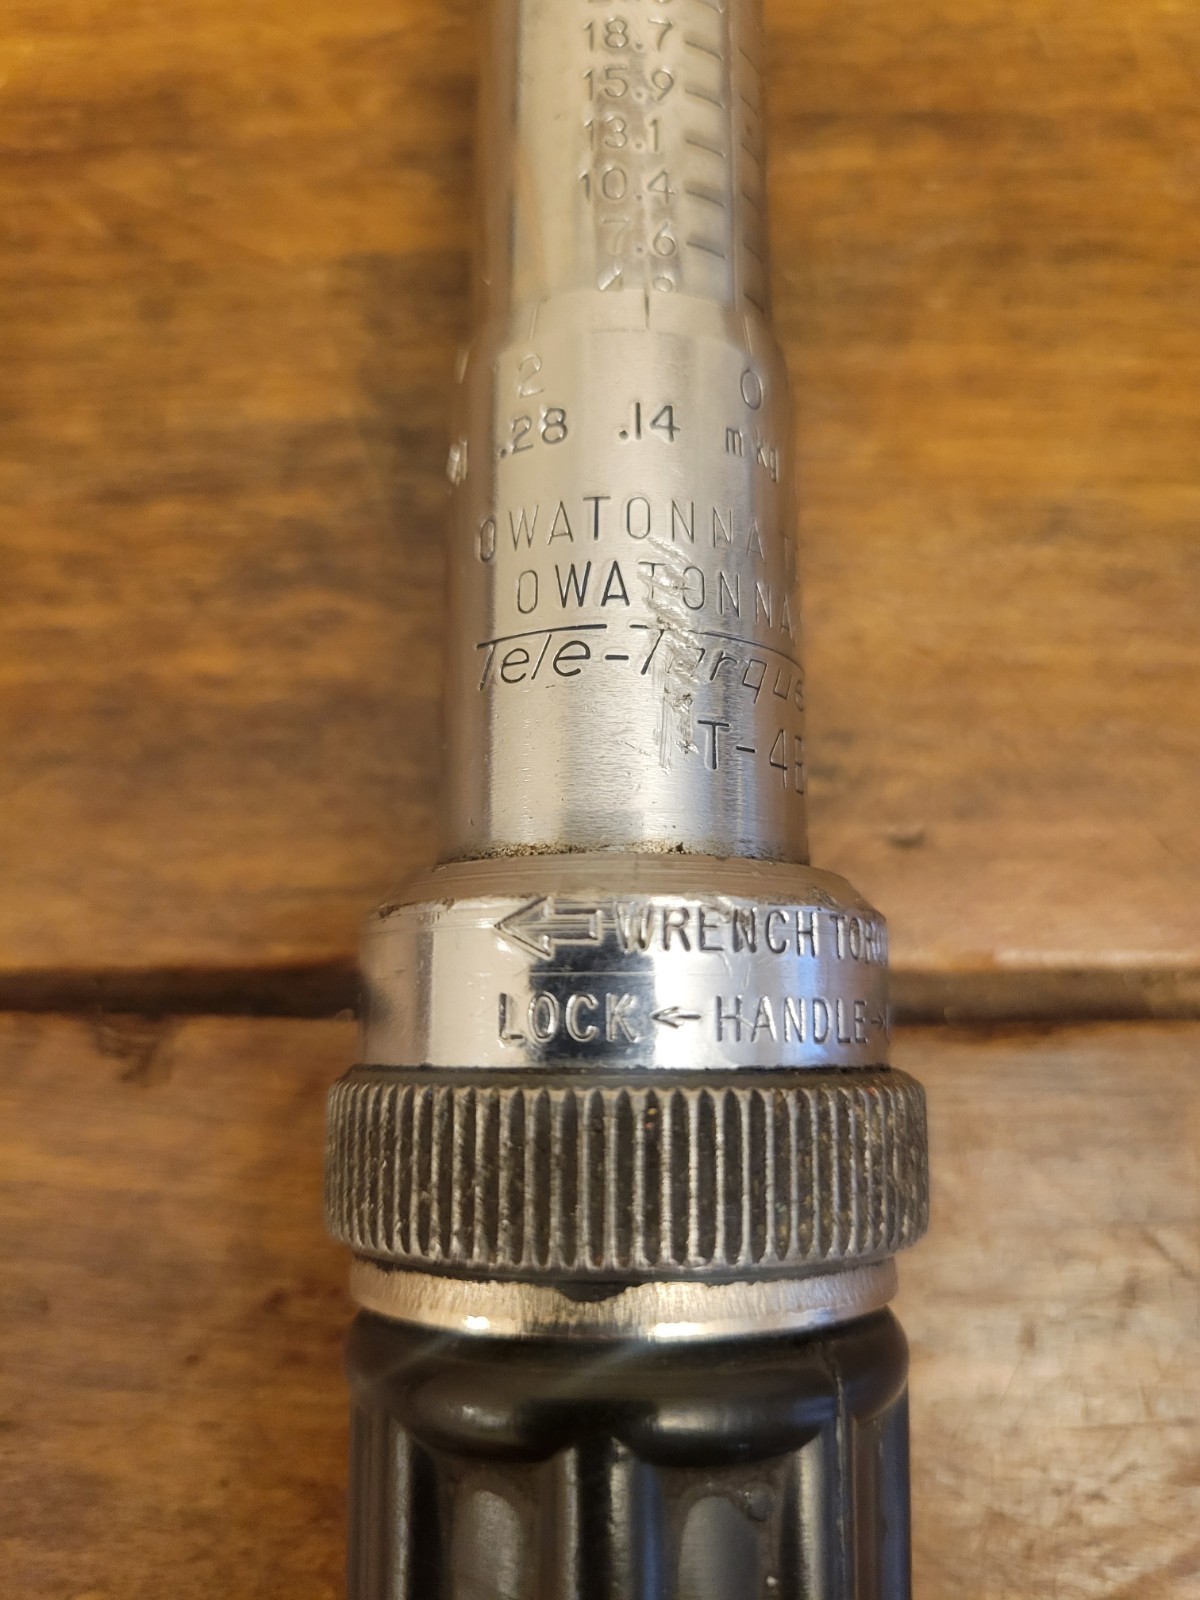 18.7
15.9
13.1
10.4
7.6
2 0
.28 .14 m kg
OWATONNA
OWATONNA
Tele-Torque
T-4
WRENCH
LOCK ← HANDLE →